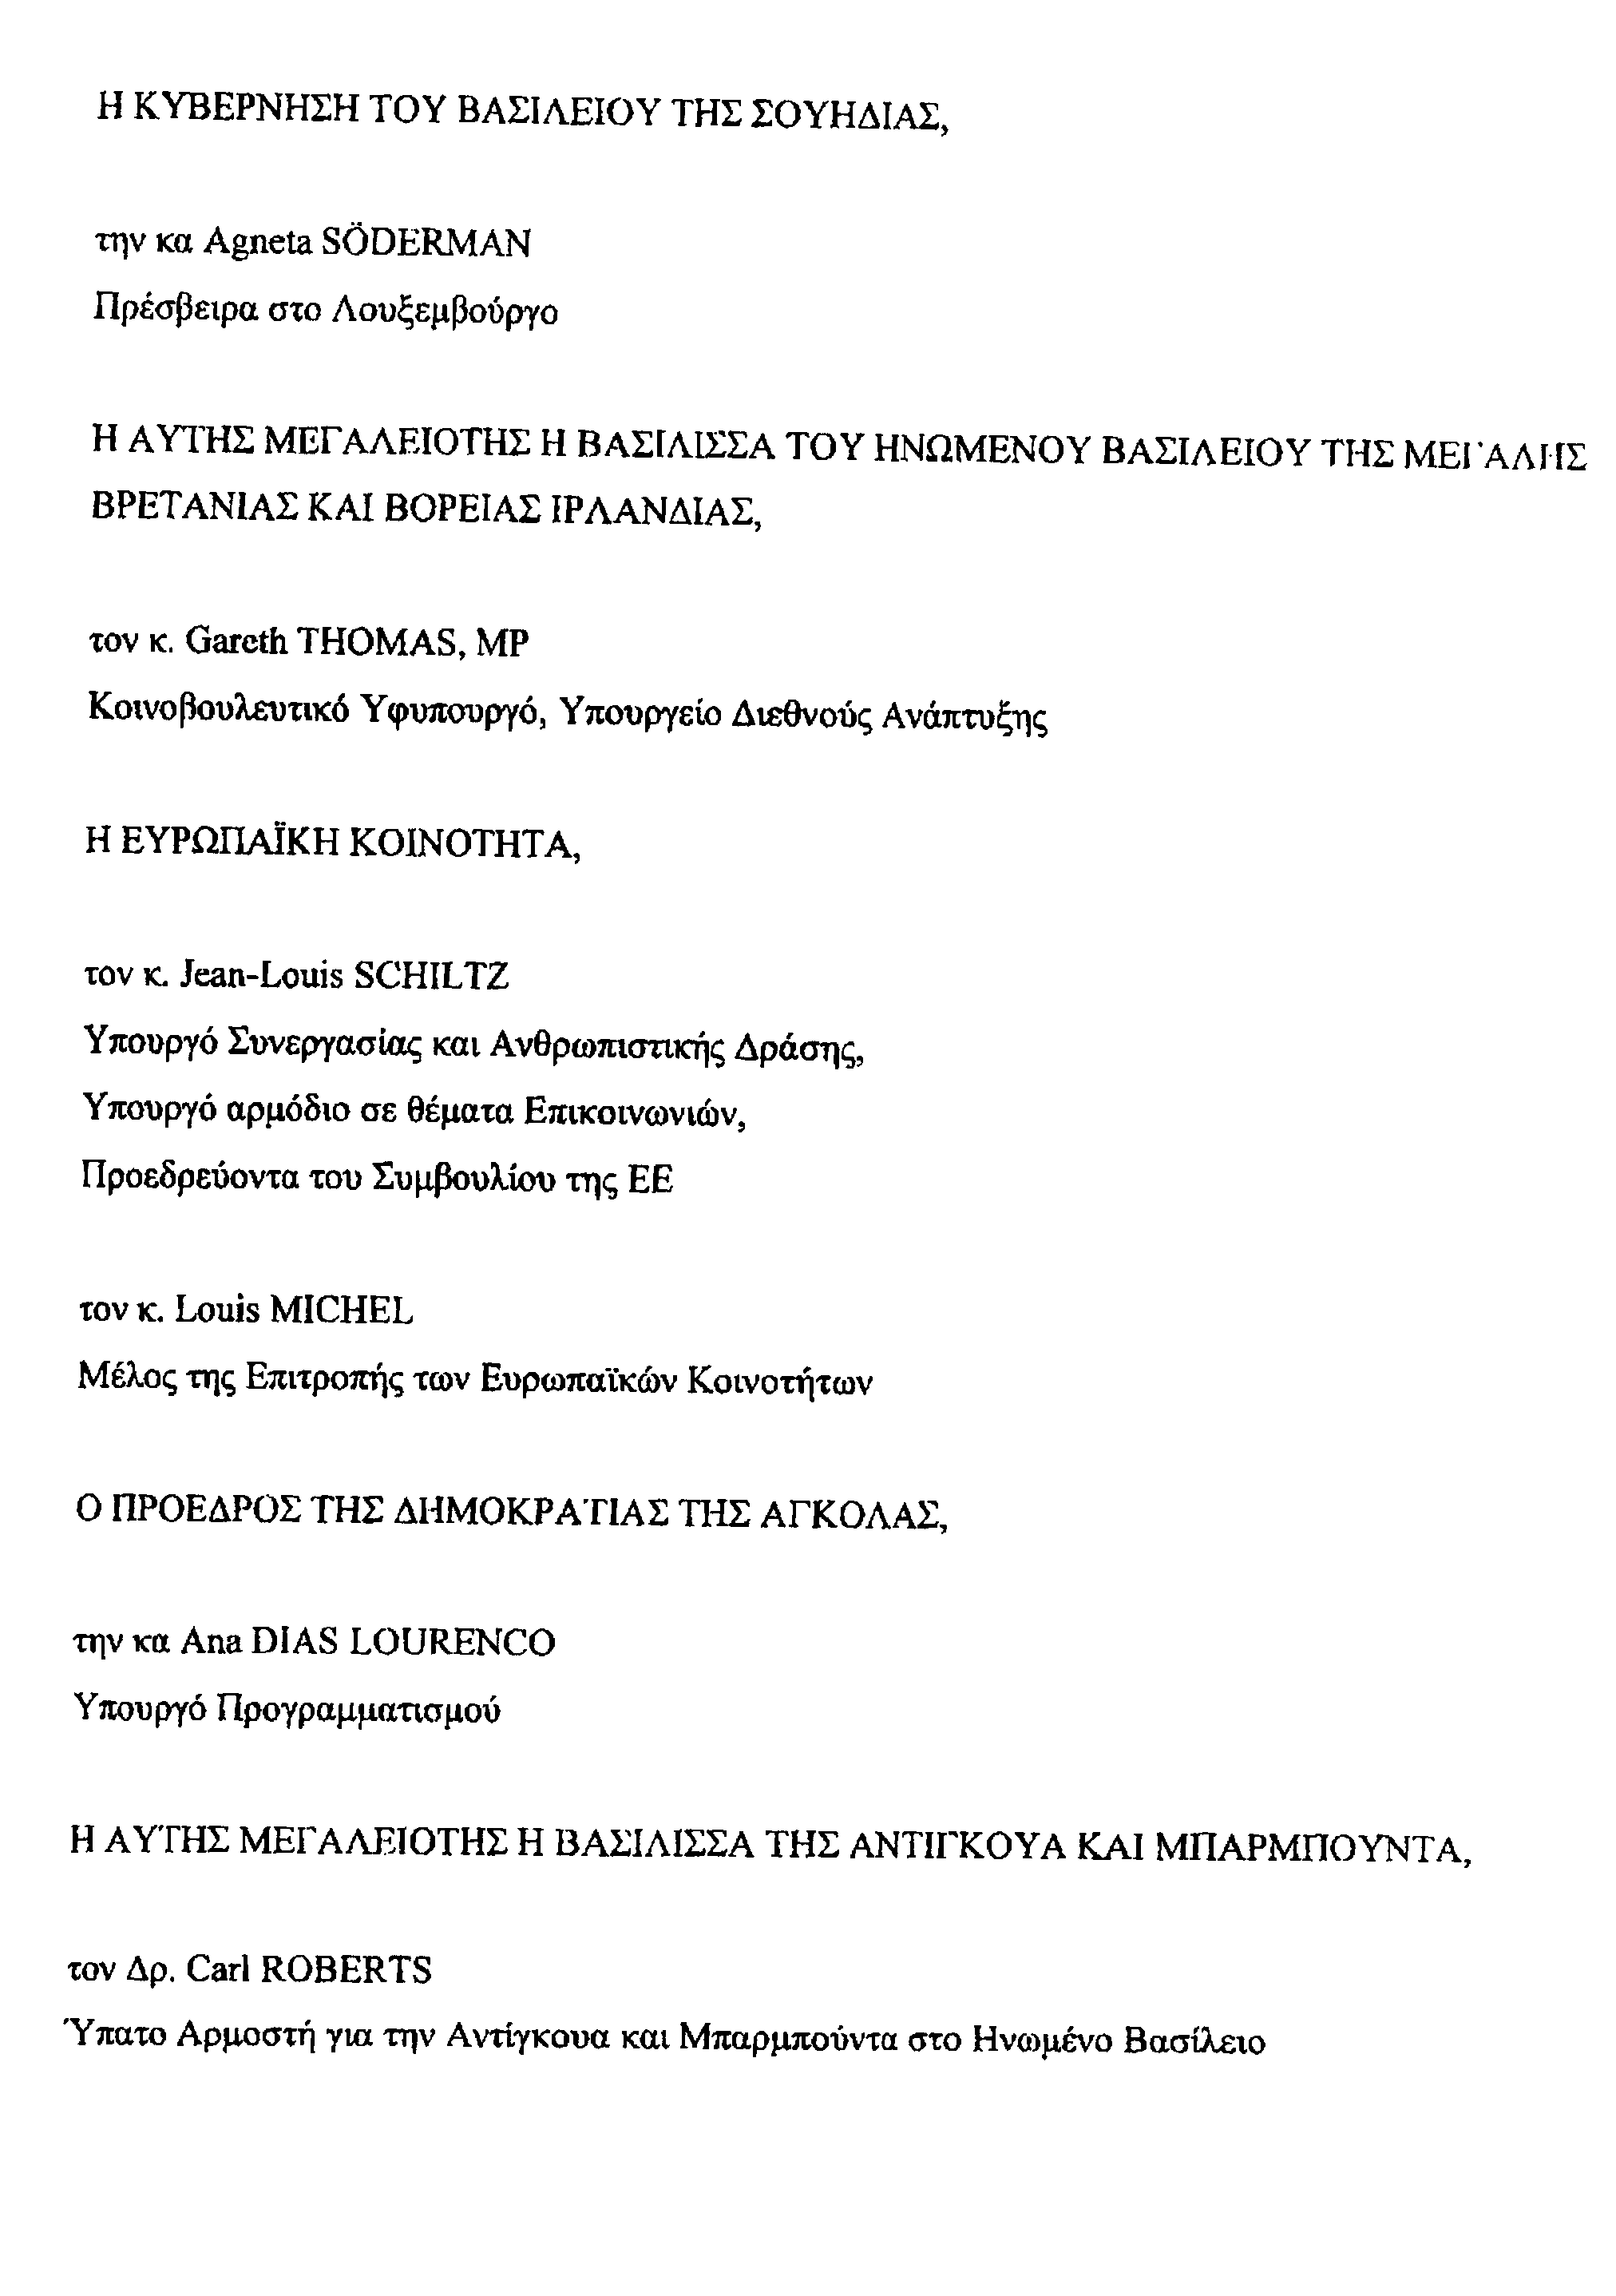 Η ΚΥΒΕΡΝΗΣΗ ΤΟΥ ΒΑΣΙΛΕΙΟΥ ΤΗΣ ΣΟΥΗΔΙΑΣ,
την κα Agneta SÖDERMAN
Πρέσβειρα στο Λουξεμβούργο
Η ΑΥΤΗΣ ΜΕΓΑΛΕΙΟΤΗΣ Η ΒΑΣΙΛΙΣΣΑ ΤΟΥ ΗΝΩΜΕΝΟΥ ΒΑΣΙΛΕΙΟΥ ΤΗΣ ΜΕΓΑΛΗΣ
ΒΡΕΤΑΝΙΑΣ ΚΑΙ ΒΟΡΕΙΑΣ ΙΡΛΑΝΔΙΑΣ,
τον κ. Gareth THOMAS, MP
Κοινοβουλευτικό Υφυπουργό, Υπουργείο Διεθνούς Ανάπτυξης
Η ΕΥΡΩΠΑΪΚΗ ΚΟΙΝΟΤΗΤΑ,
τον κ. Jean-Louis SCHILTZ
Υπουργό Συνεργασίας και Ανθρωπιστικής Δράσης,
Υπουργό αρμόδιο σε θέματα Επικοινωνιών,
Προεδρεύοντα του Συμβουλίου της ΕΕ
τον κ. Louis MICHEL
Μέλος της Επιτροπής των Ευρωπαϊκών Κοινοτήτων
Ο ΠΡΟΕΔΡΟΣ ΤΗΣ ΔΗΜΟΚΡΑΤΙΑΣ ΤΗΣ ΑΓΚΟΛΑΣ,
την κα Ana DIAS LOURENCO
Υπουργό Προγραμματισμού
Η ΑΥΤΗΣ ΜΕΓΑΛΕΙΟΤΗΣ Η ΒΑΣΙΛΙΣΣΑ ΤΗΣ ΑΝΤΙΓΚΟΥΑ ΚΑΙ ΜΠΑΡΜΠΟΥΝΤΑ,
τον Δρ. Carl ROBERTS
Ύπατο Αρμοστή για την Αντίγκουα και Μπαρμπούντα στο Ηνωμένο Βασίλειο